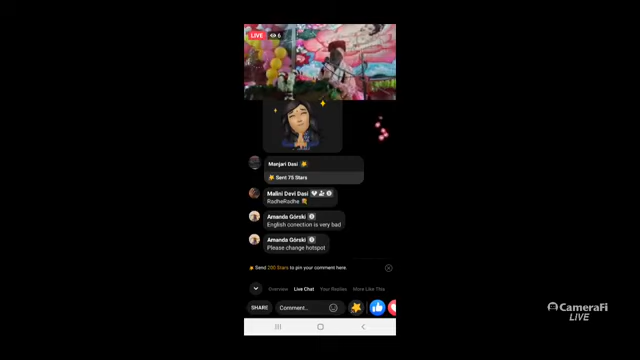 LIVE 6
Manjari Dasi
Sent 75 Stars
Malini Devi Dasi
RadheRadhe
Amanda Górski
English conection is very bad
Amanda Górski
Please change hotspot
Send 200 Stars to pin your comment here.
Overview Live Chat Your Replies More Like This
SHARE Comment...
CameraFi
LIVE